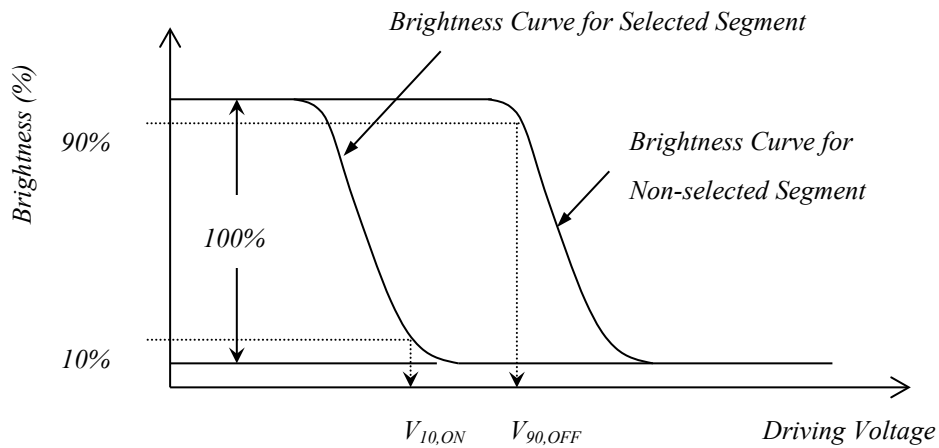 Brightness Curve for Selected Segment
Brightness (%)
90%
Brightness Curve for
Non-selected Segment
100%
10%
V10,ON
V90,OFF
Driving Voltage